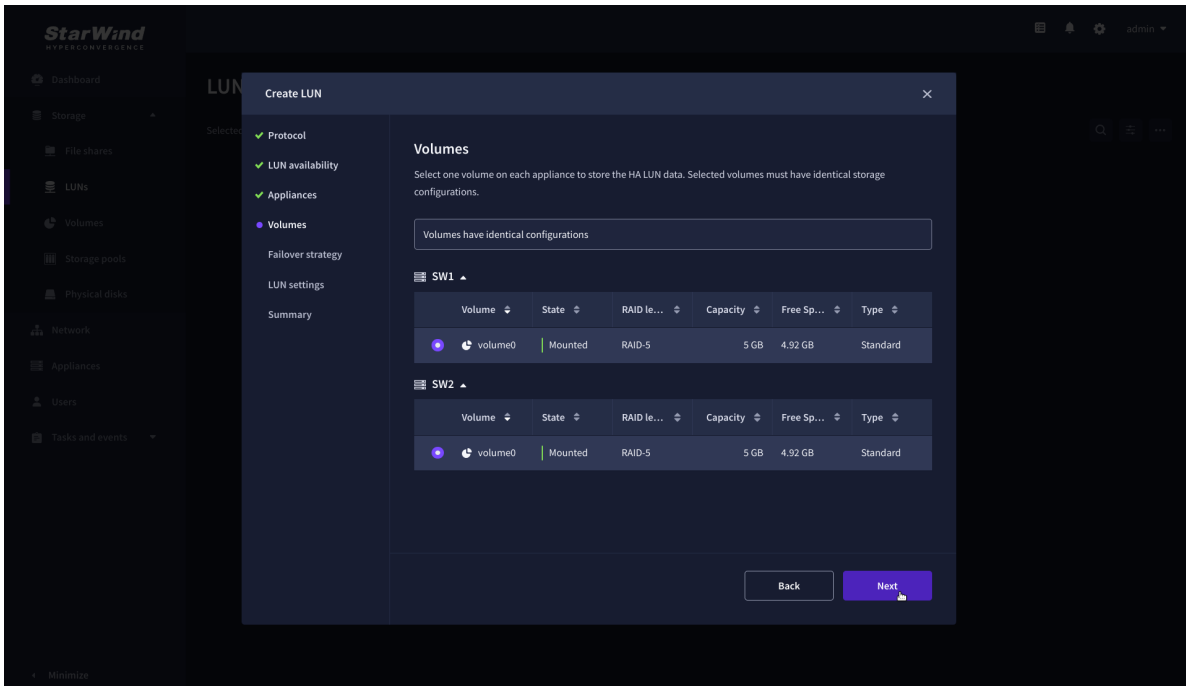 StarWind
HYPERCONVERGENCE
admin
Dashboard
Storage
File shares
LUNs
Volumes
Storage pools
Physical disks
Network
Appliances
Users
Tasks and events
Minimize
LUN
Selected
Create LUN
Protocol
LUN availability
Appliances
Volumes
Failover strategy
LUN settings
Summary
Volumes
Select one volume on each appliance to store the HA LUN data. Selected volumes must have identical storage
configurations.
Volumes have identical configurations
SW1
Volume State RAID le... Capacity Free Sp... Type
volume0 Mounted RAID-5 5 GB 4.92 GB Standard
SW2
Volume State RAID le... Capacity Free Sp... Type
volume0 Mounted RAID-5 5 GB 4.92 GB Standard
Back Next